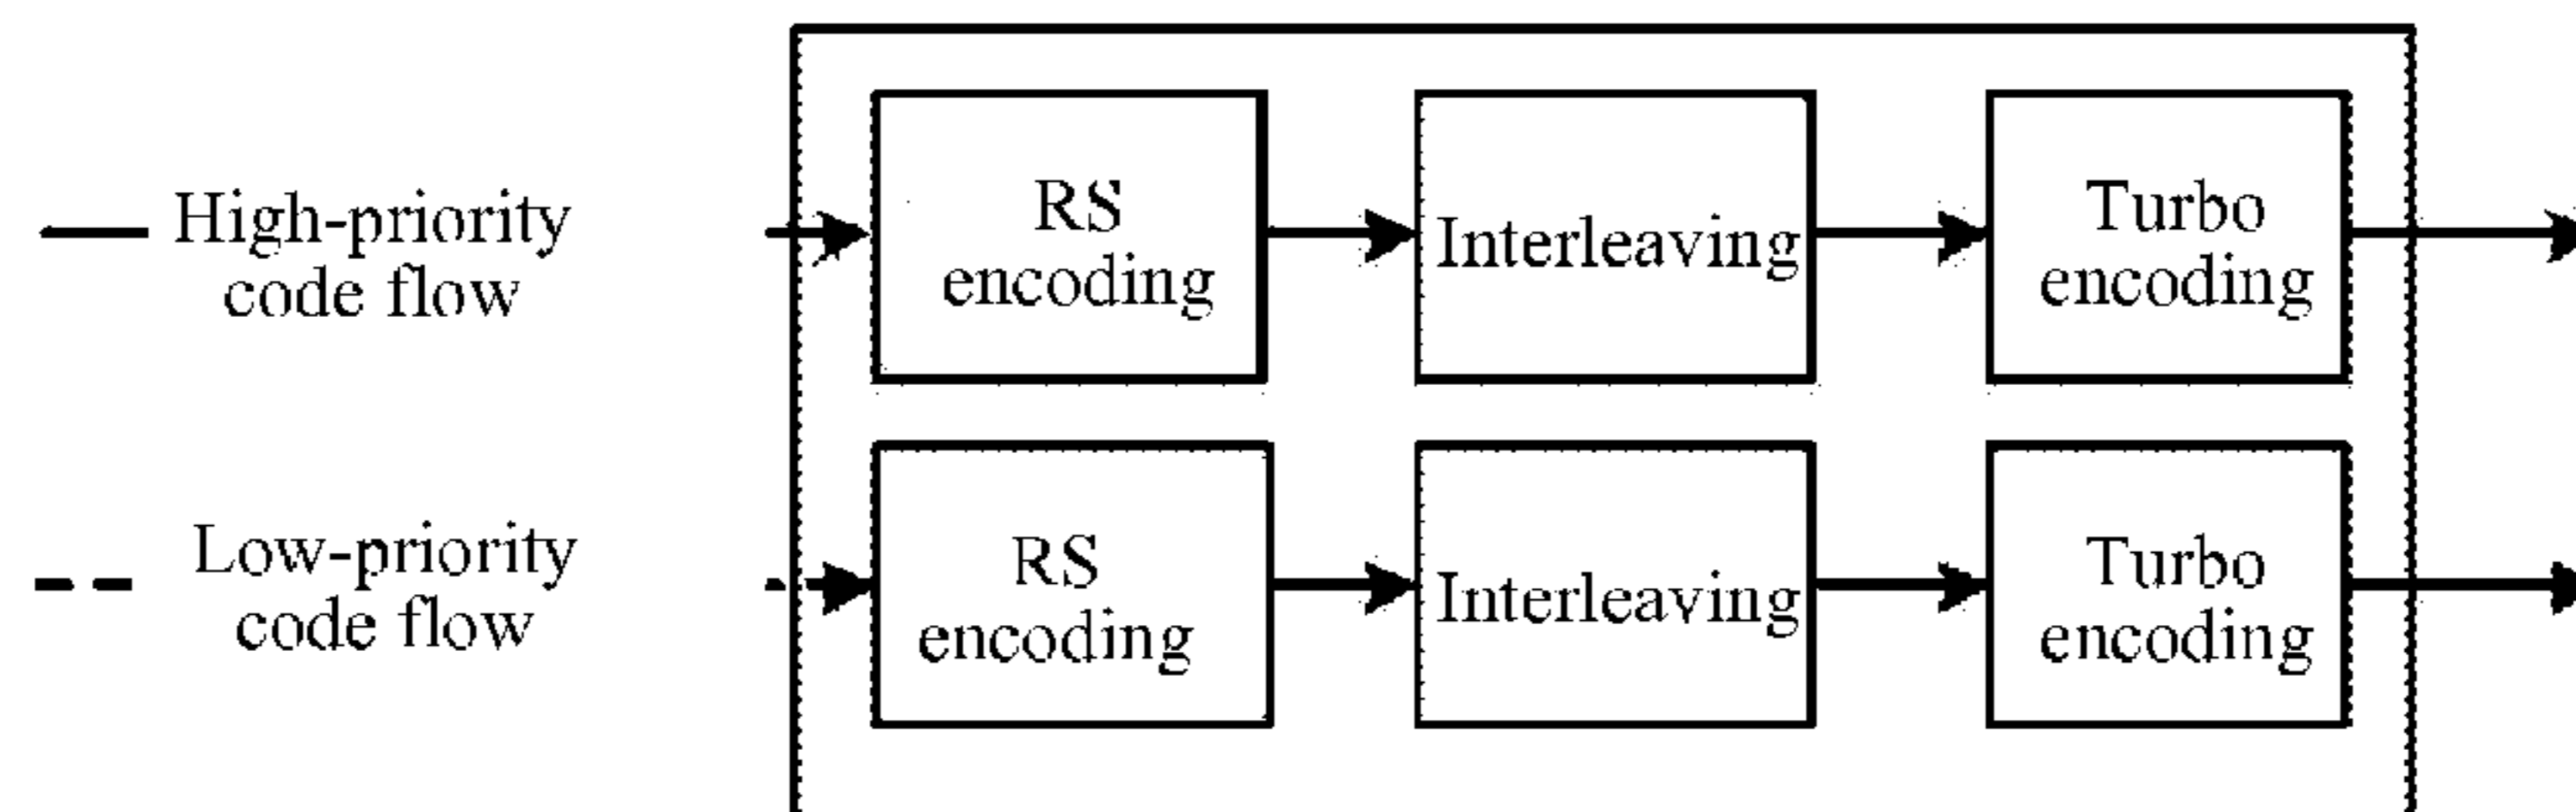 High-priority
code flow
RS
encoding
Interleaving
Turbo
encoding
Low-priority
code flow
RS
encoding
Interleaving
Turbo
encoding